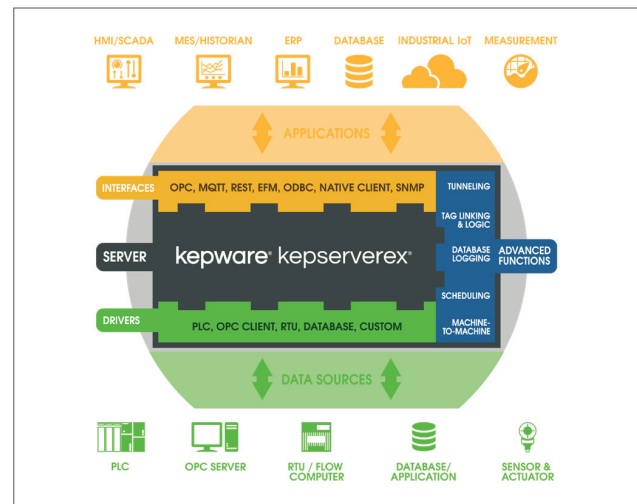 HMI/SCADA MES/HISTORIAN ERP DATABASE INDUSTRIAL IoT MEASUREMENT
APPLICATIONS
INTERFACES
OPC, MQTT, REST, EFM, ODBC, NATIVE CLIENT, SNMP
TUNNELING
TAG LINKING
& LOGIC
SERVER
kepware® kepserverex®
DATABASE
LOGGING
ADVANCED
FUNCTIONS
SCHEDULING
DRIVERS
PLC, OPC CLIENT, RTU, DATABASE, CUSTOM
MACHINE-
TO-MACHINE
DATA SOURCES
PLC
OPC SERVER
RTU / FLOW
COMPUTER
DATABASE/
APPLICATION
SENSOR &
ACTUATOR